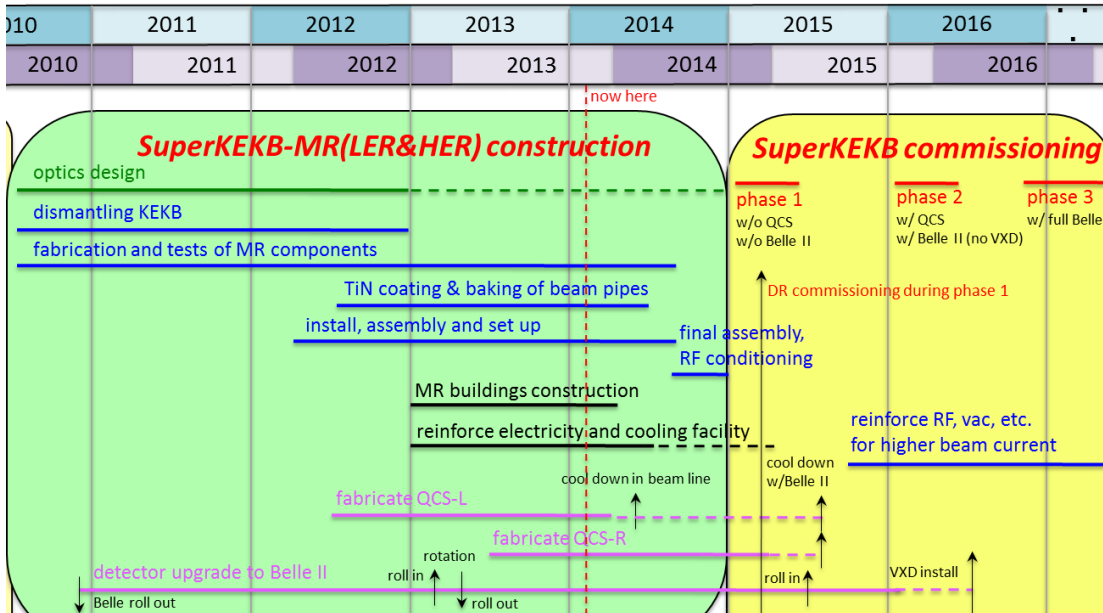 010 2011 2012 2013 2014 2015 2016
2010 2011 2012 2013 2014 2015 2016
now here
SuperKEKB-MR(LER&HER) construction
SuperKEKB commissioning
optics design
dismantling KEKB
fabrication and tests of MR components
TiN coating & baking of beam pipes
install, assembly and set up
final assembly,
RF conditioning
MR buildings construction
reinforce electricity and cooling facility
phase 1
w/o QCS
w/o Belle II
phase 2
w/ QCS
w/ Belle II (no VXD)
phase 3
w/ full Belle
DR commissioning during phase 1
reinforce RF, vac, etc.
for higher beam current
cool down
w/Belle II
cool down in beam line
fabricate QCS-L
fabricate QCS-R
rotation
detector upgrade to Belle II
roll in
roll in
VXD install
Belle roll out
roll out